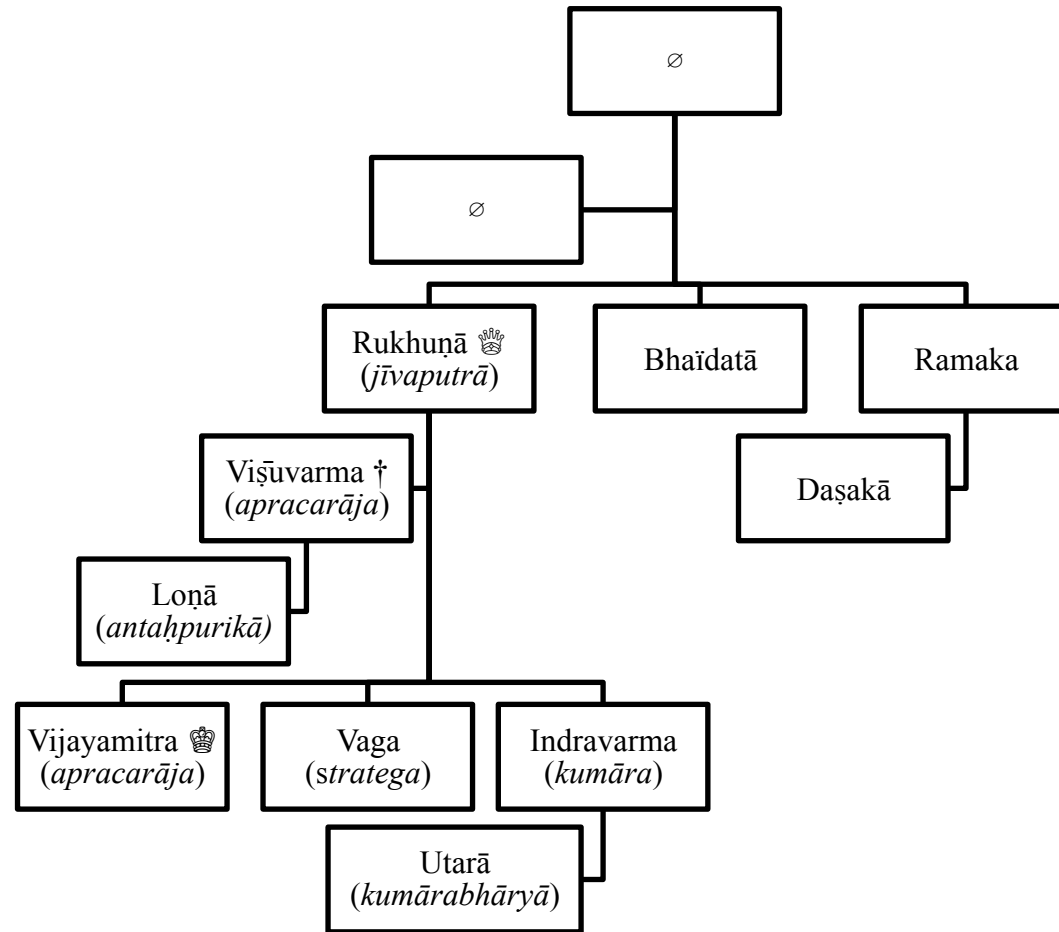 ∅
∅
Rukhuṇā ♕
(jīvaputrā)
Bhaïdatā
Ramaka
Viṣ̄uvarma †
(apracarāja)
Daṣakā
Loṇā
(antaḥpurikā)
Vijayamitra ♔
(apracarāja)
Vaga
(stratega)
Indravarma
(kumāra)
Utarā
(kumārabhāryā)